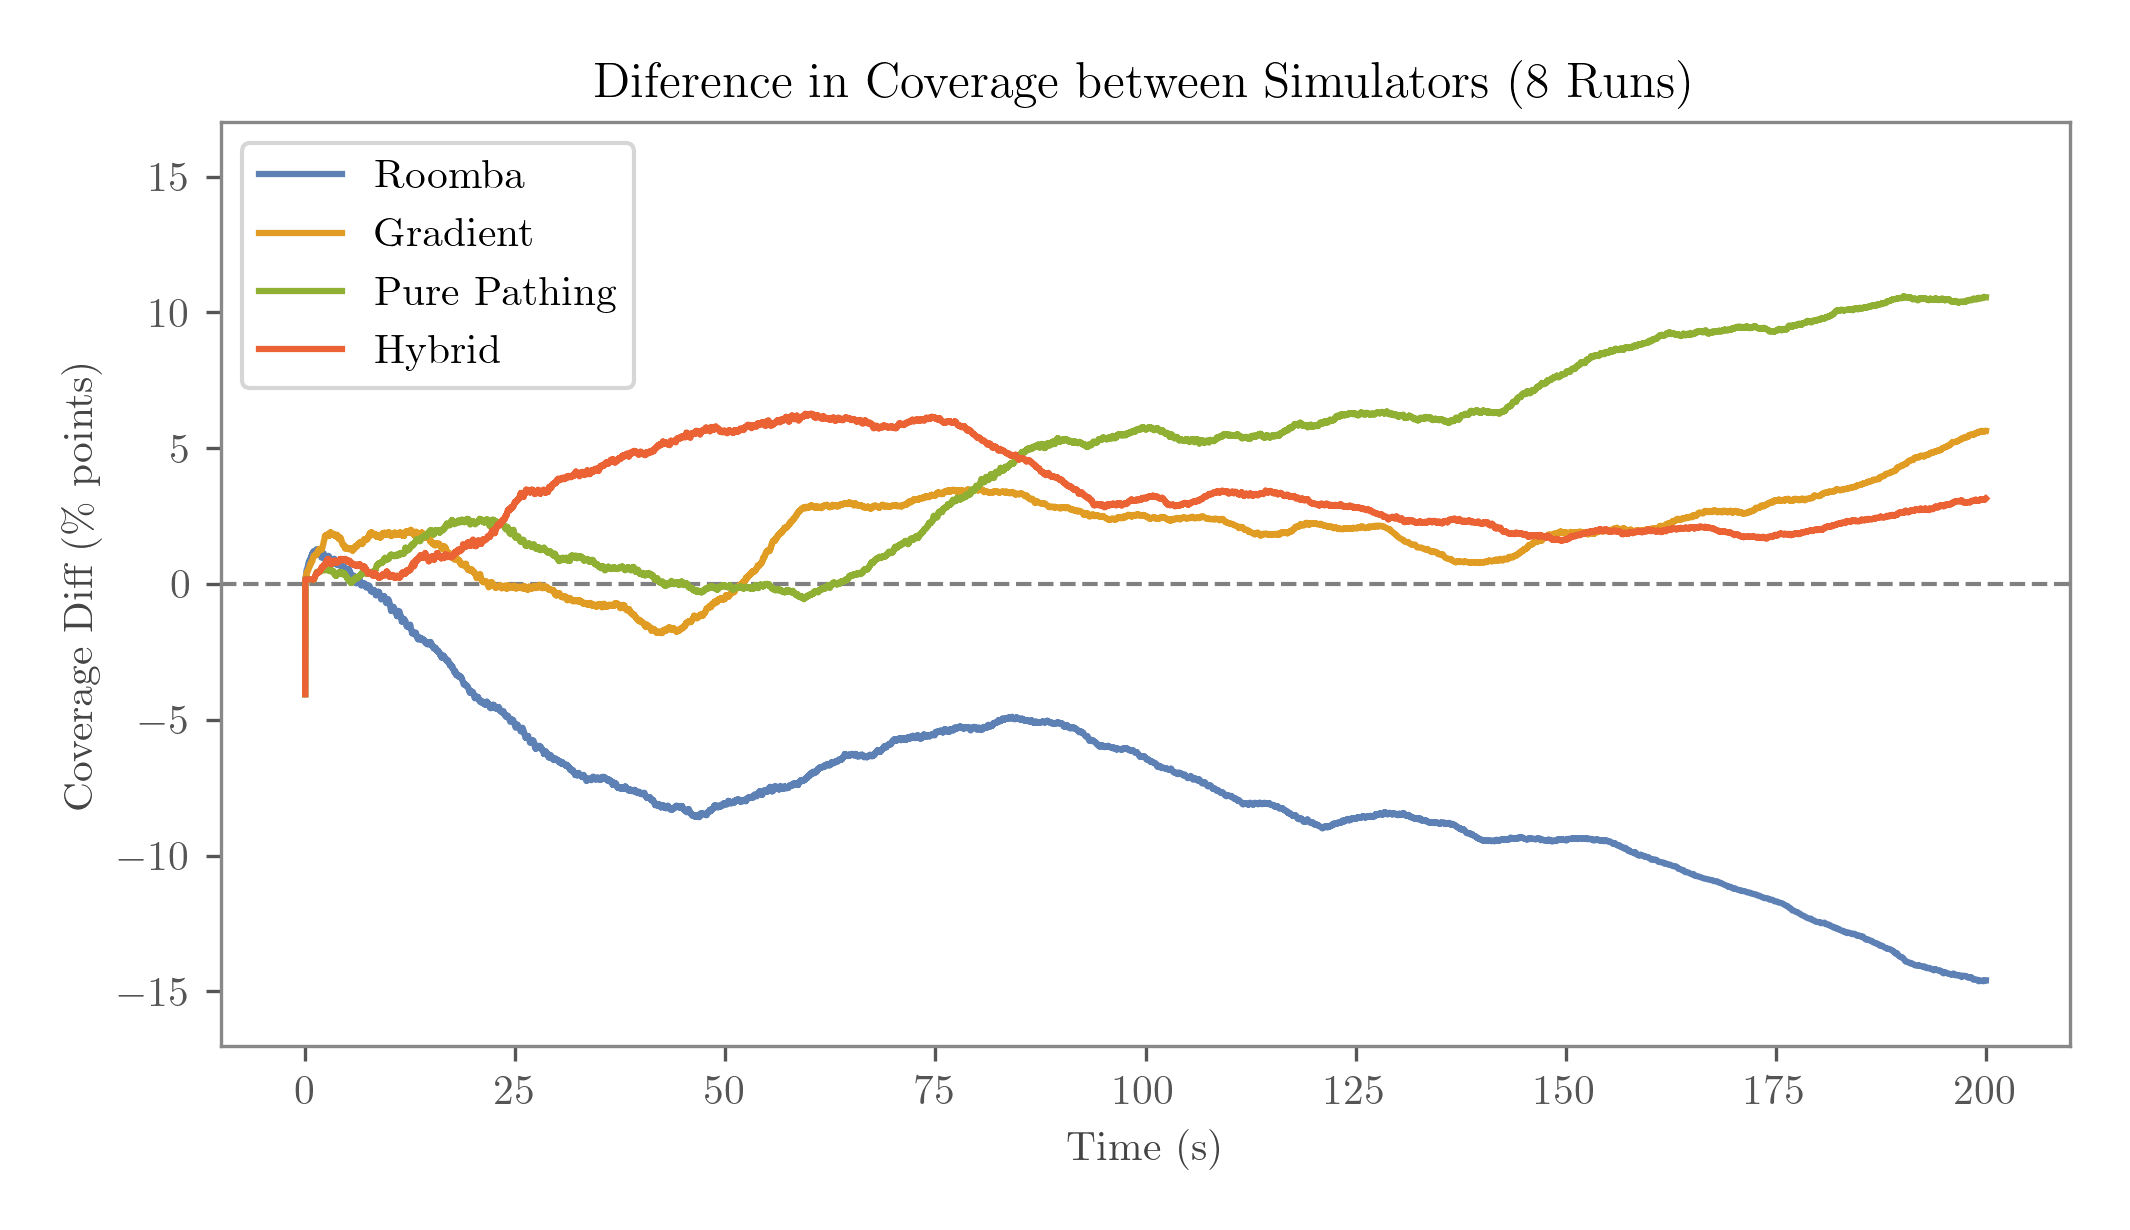 Diference in Coverage between Simulators (8 Runs)
Roomba
Gradient
Pure Pathing
Hybrid
Coverage Diff (% points)
15
10
5
0
−5
−10
−15
0 25 50 75 100 125 150 175 200
Time (s)